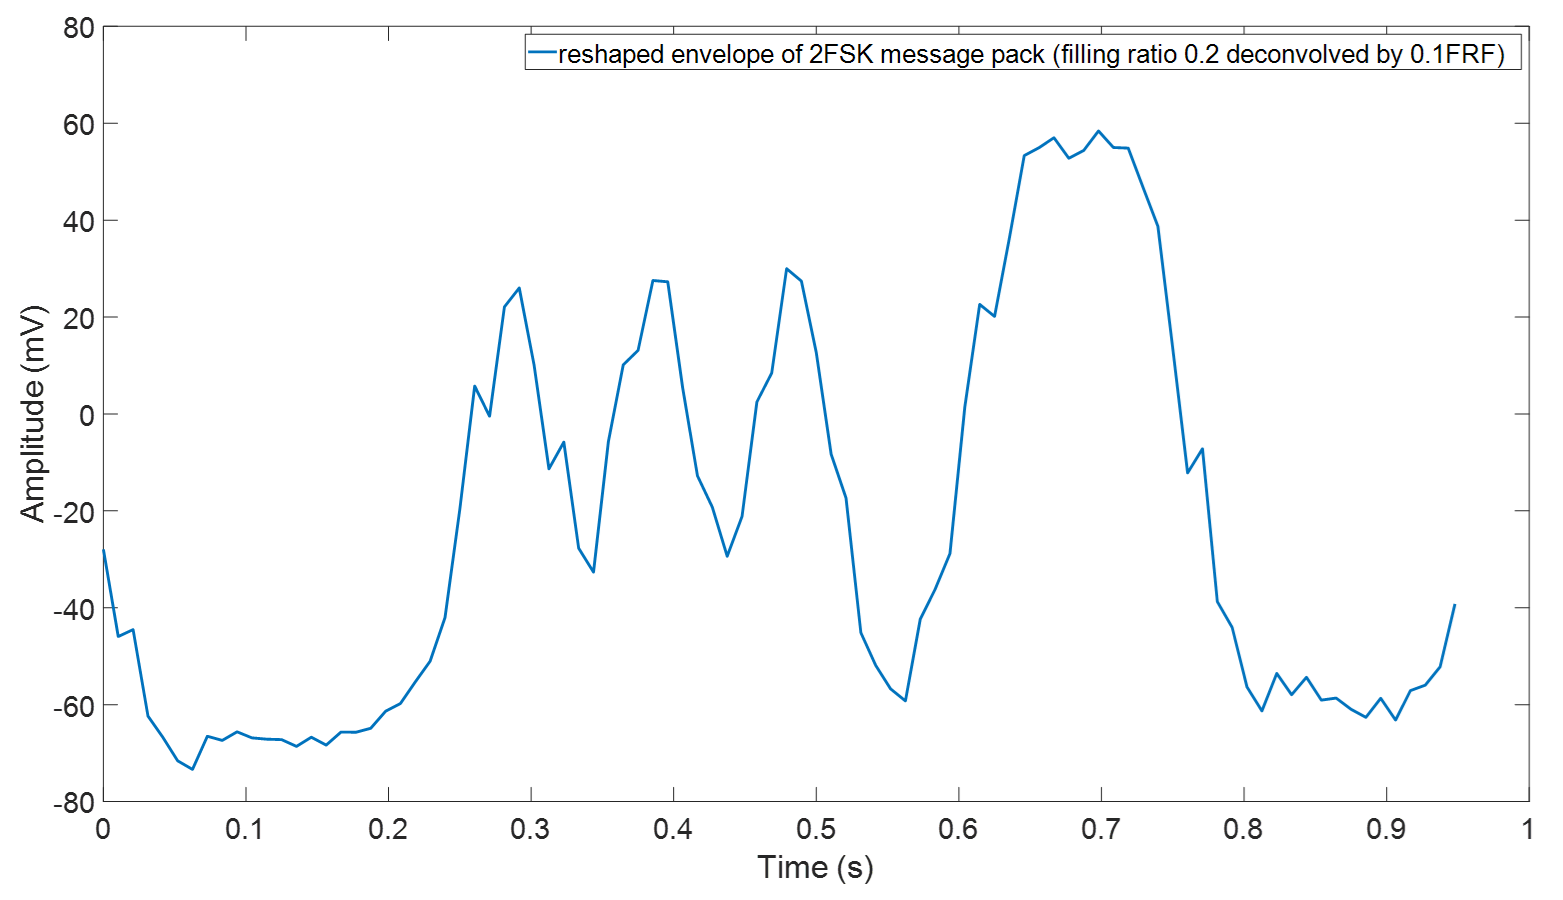 reshaped envelope of 2FSK message pack (filling ratio 0.2 deconvolved by 0.1FRF)
80
60
40
20
0
-20
-40
-60
-80
Amplitude (mV)
0 0.1 0.2 0.3 0.4 0.5 0.6 0.7 0.8 0.9 1
Time (s)